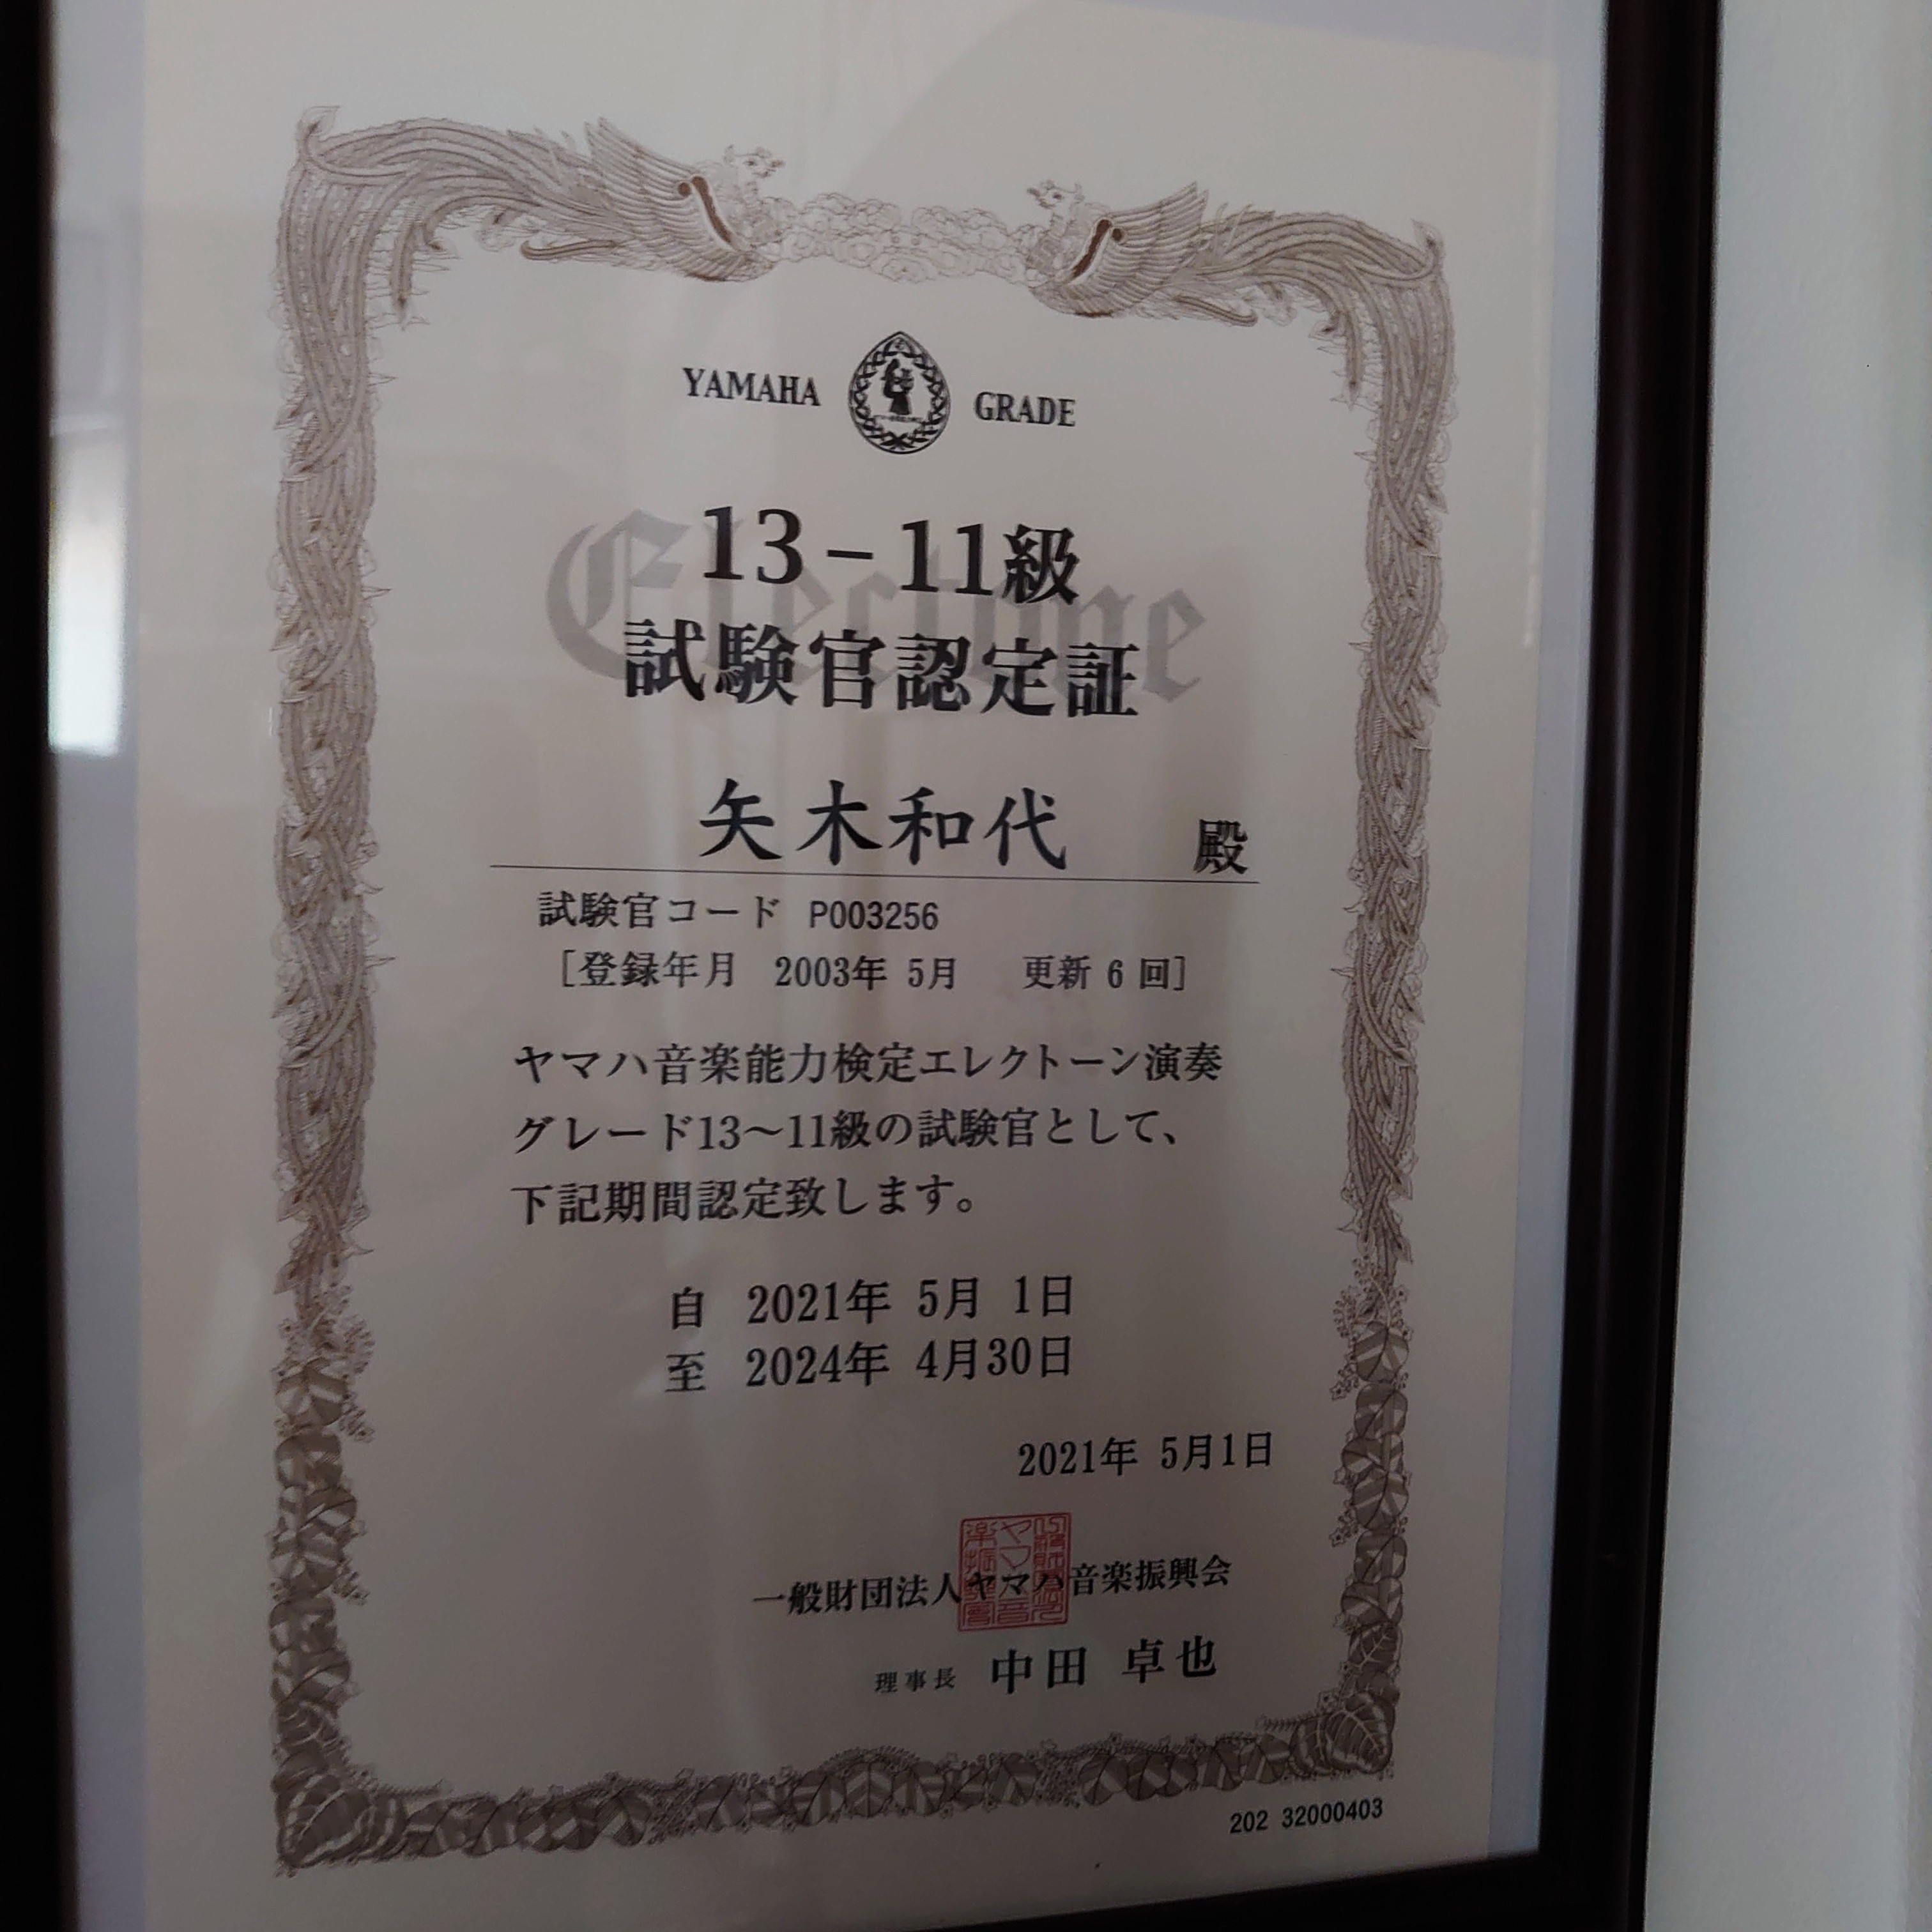 YAMAHA GRADE
Electone
13-11級
試験官認定証
矢木和代 殿
試験官コード P003256
[登録年月 2003年 5月 更新 6 回]
ヤマハ音楽能力検定エレクトーン演奏
グレード13〜11級の試験官として、
下記期間認定致します。
自 2021年 5月 1日
至 2024年 4月30日
2021年 5月1日
一般財団法人ヤマハ音楽振興会
理事長 中田 卓也
202 32000403